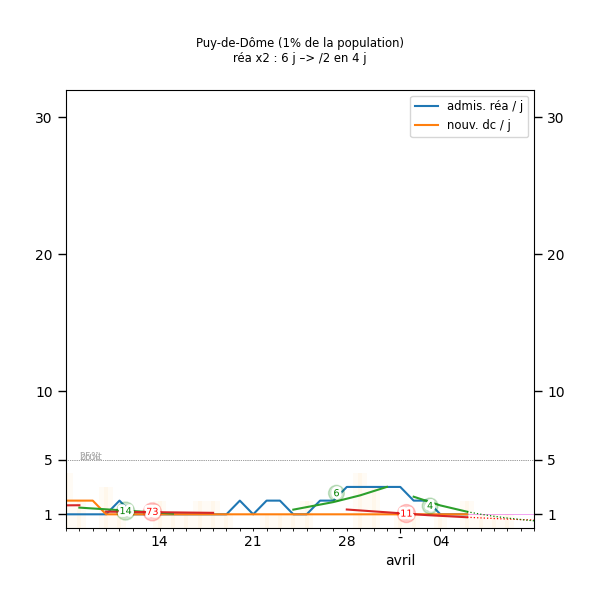 Puy-de-Dôme (1% de la population)
réa x2 : 6 j –> /2 en 4 j
admis. réa / j
nouv. dc / j
30 30
20 20
10 10
5 5
1 1
14 73 6 11 4
14 21 28 - 04
avril